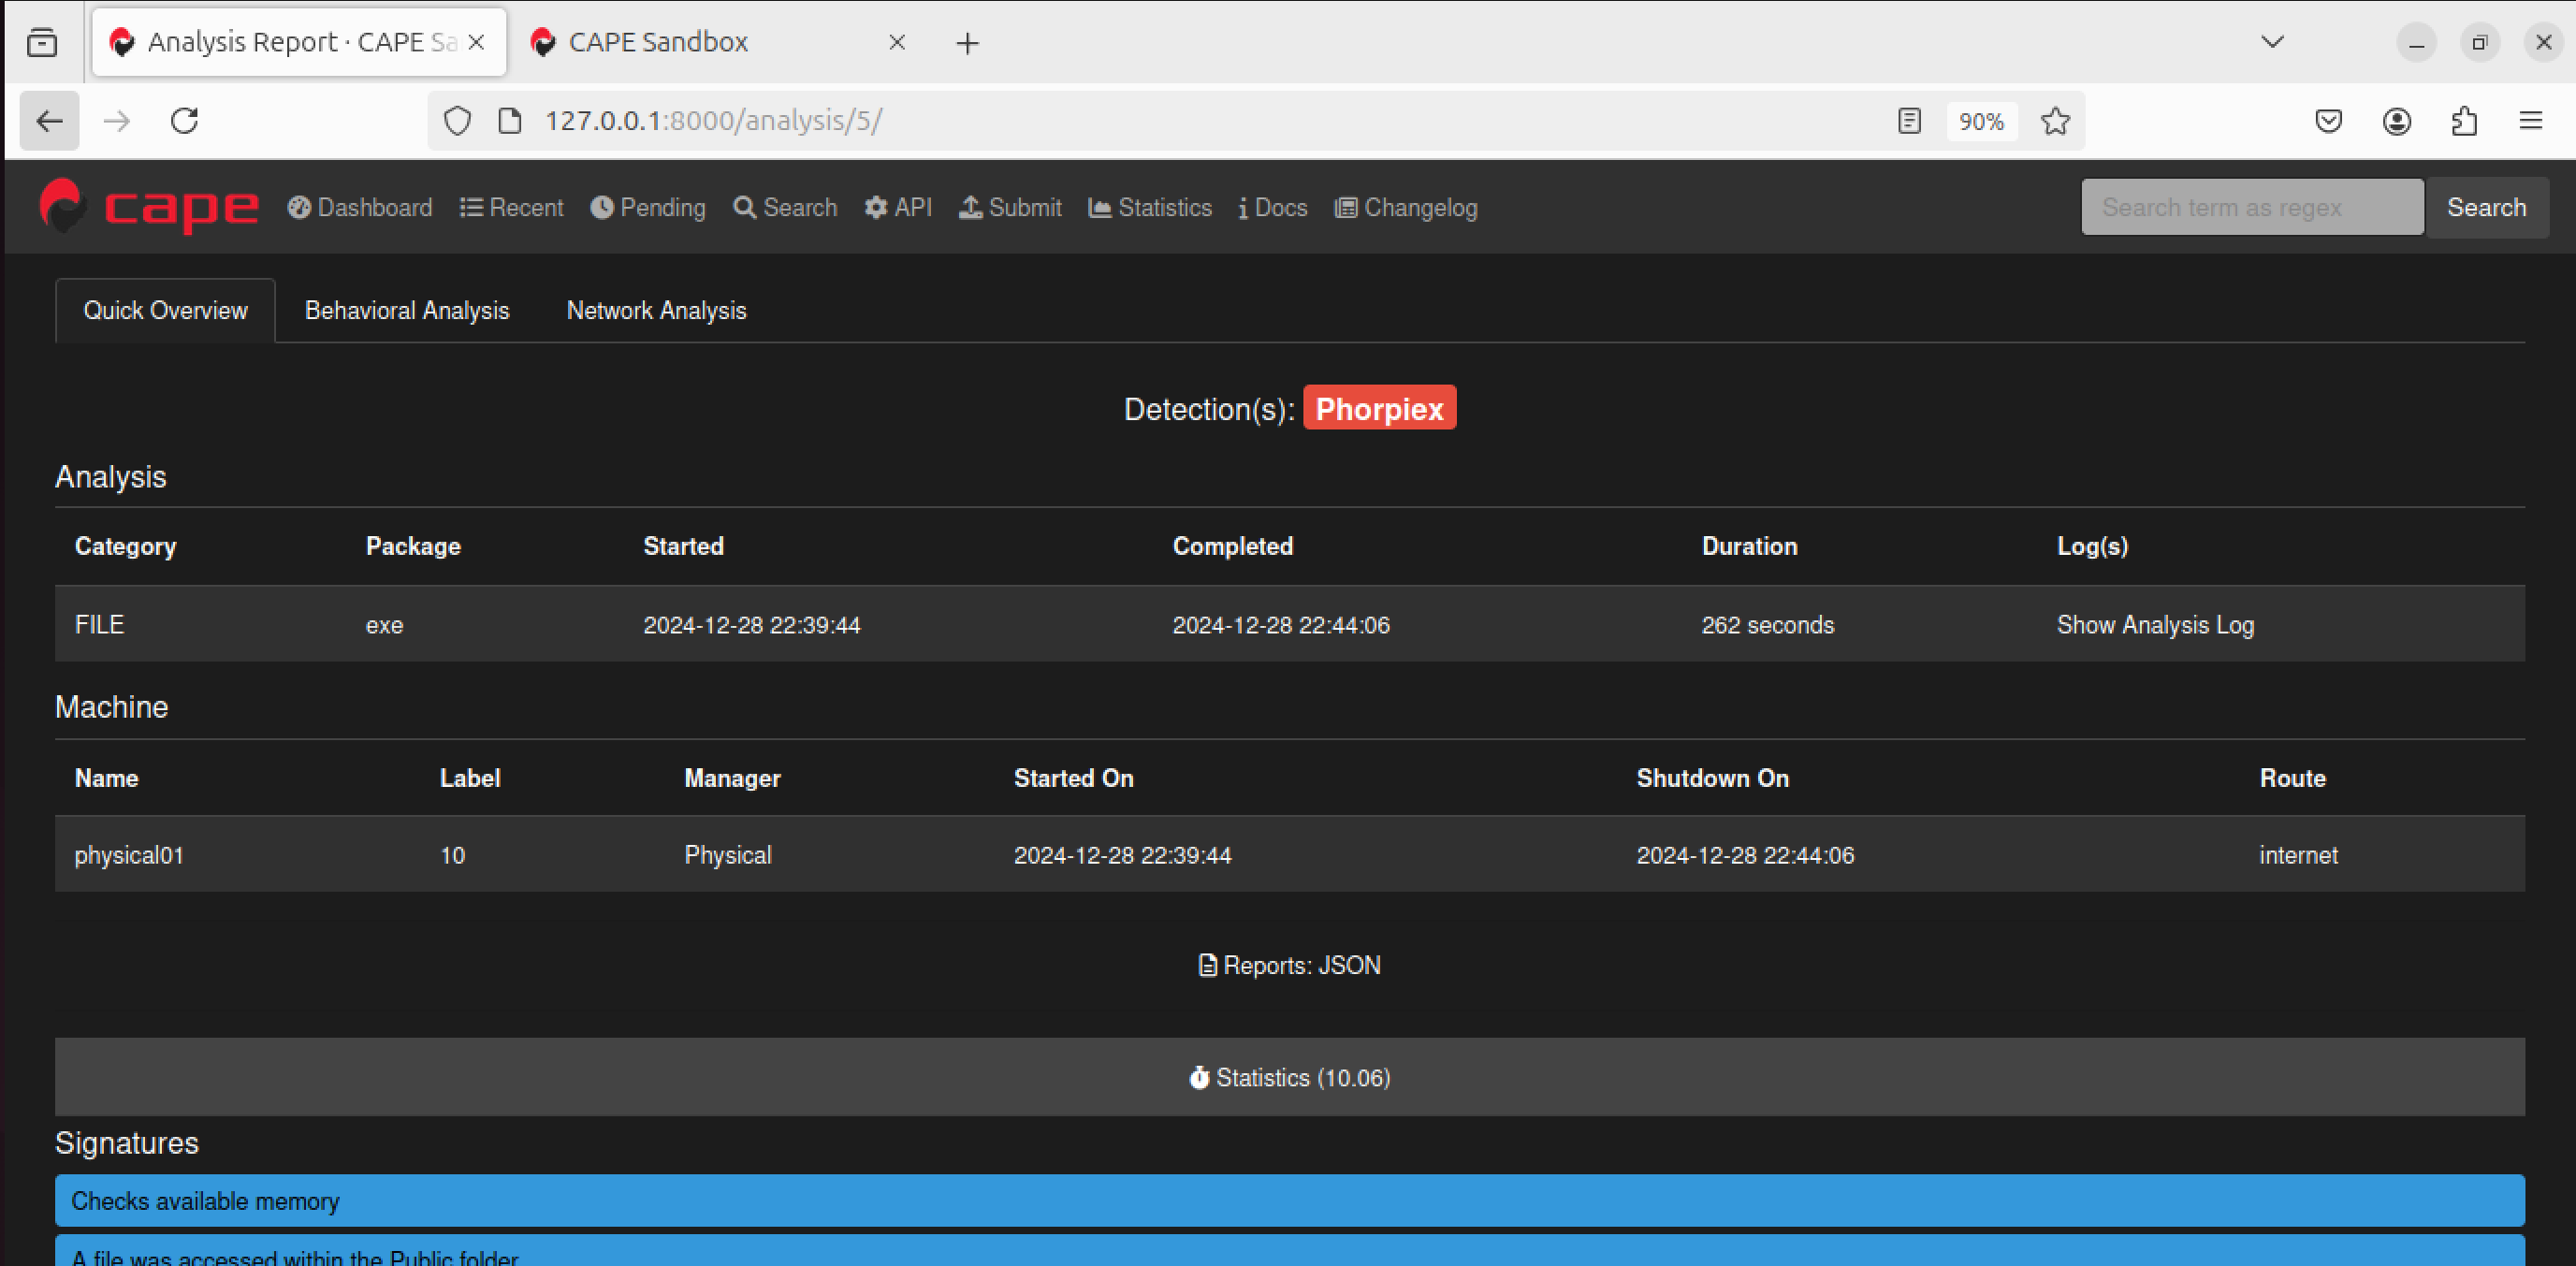 Analysis Report · CAPE Sa
CAPE Sandbox
127.0.0.1:8000/analysis/5/
90%
cape Dashboard Recent Pending Search API Submit Statistics Docs Changelog Search term as regex Search
Quick Overview Behavioral Analysis Network Analysis
Detection(s): Phorpiex
Analysis
Category Package Started Completed Duration Log(s)
FILE exe 2024-12-28 22:39:44 2024-12-28 22:44:06 262 seconds Show Analysis Log
Machine
Name Label Manager Started On Shutdown On Route
physical01 10 Physical 2024-12-28 22:39:44 2024-12-28 22:44:06 internet
Reports: JSON
Statistics (10.06)
Signatures
Checks available memory
A file was accessed within the Public folder